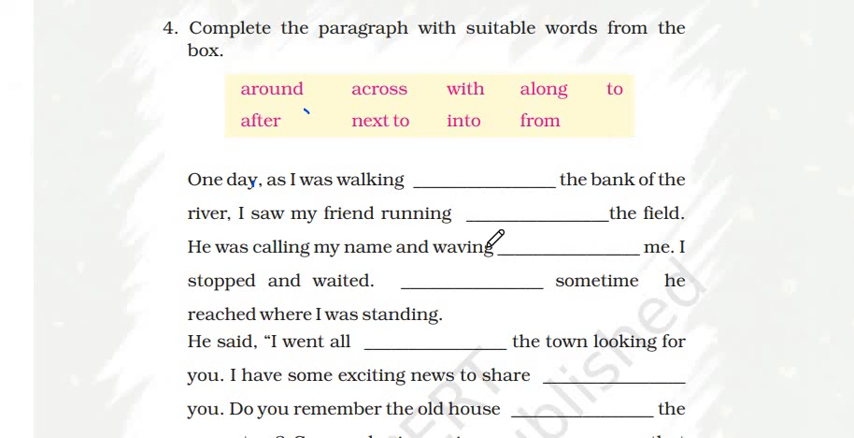 4. Complete the paragraph with suitable words from the
box.
around across with along to
after next to into from
One day, as I was walking ______________ the bank of the
river, I saw my friend running ______________the field.
He was calling my name and waving ______________ me. I
stopped and waited. ______________ sometime he
reached where I was standing.
He said, “I went all ______________ the town looking for
you. I have some exciting news to share ______________
you. Do you remember the old house ______________ the